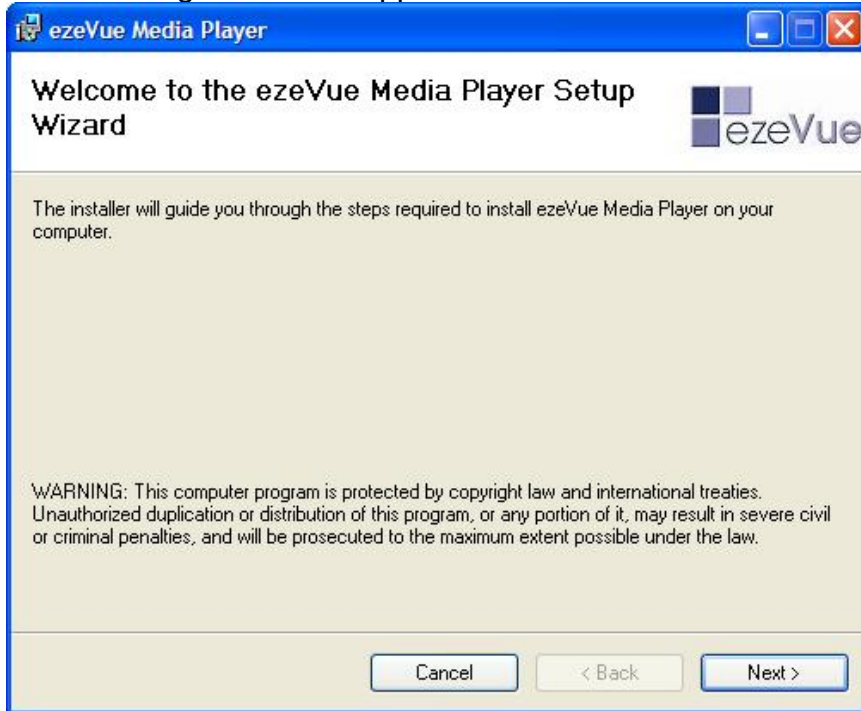 ezeVue Media Player
Welcome to the ezeVue Media Player Setup
Wizard
ezeVue
The installer will guide you through the steps required to install ezeVue Media Player on your
computer.
WARNING: This computer program is protected by copyright law and international treaties.
Unauthorized duplication or distribution of this program, or any portion of it, may result in severe civil
or criminal penalties, and will be prosecuted to the maximum extent possible under the law.
Cancel
< Back
Next >